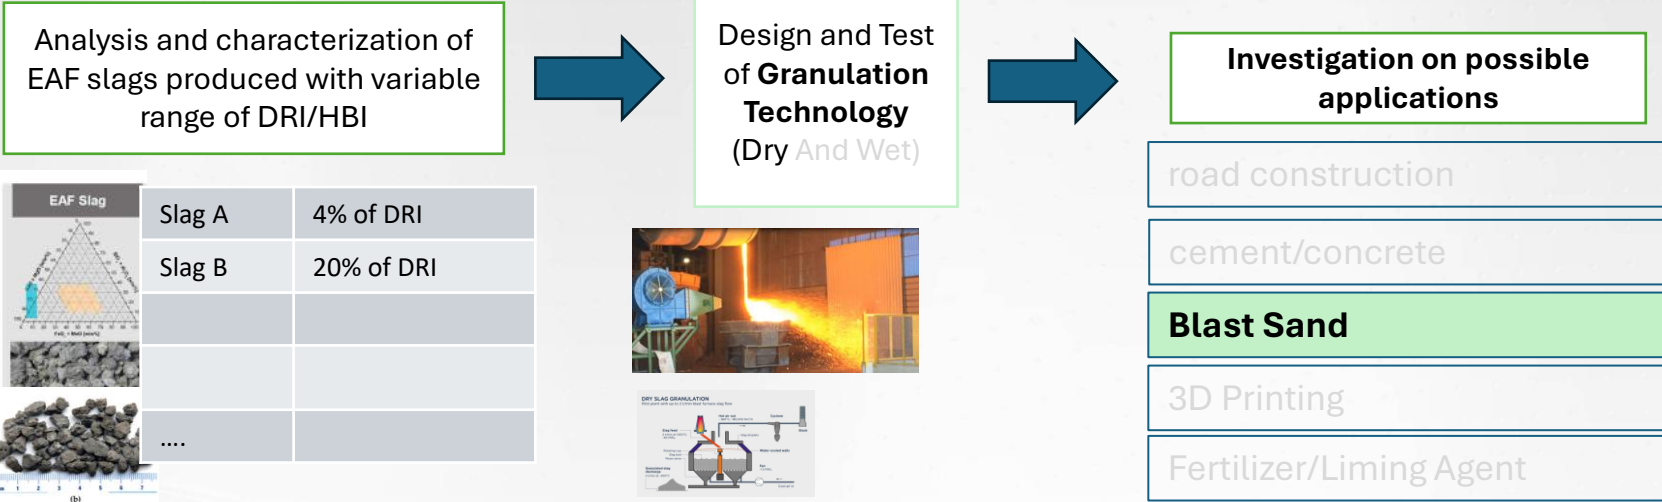 Analysis and characterization of
EAF slags produced with variable
range of DRI/HBI
Design and Test
of Granulation
Technology
(Dry And Wet)
Investigation on possible
applications
EAF Slag
Slag A 4% of DRI
Slag B 20% of DRI
....
(b)
DRY SLAG GRANULATION
road construction
cement/concrete
Blast Sand
3D Printing
Fertilizer/Liming Agent